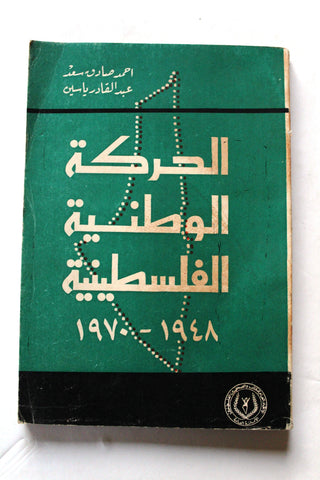 احمد صادق سعد
عبد القادر ياسين
الحركة
الوطنية
الفلسطينية
١٩٤٨ - ١٩٧٠